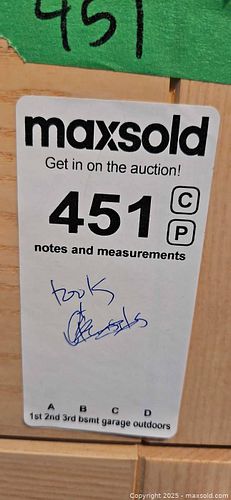 451
maxsold
Get in on the auction!
451 C
P
notes and measurements
tools
A B C D
1st 2nd 3rd bsmt garage outdoors
Copyright © 2025 - maxsold.com